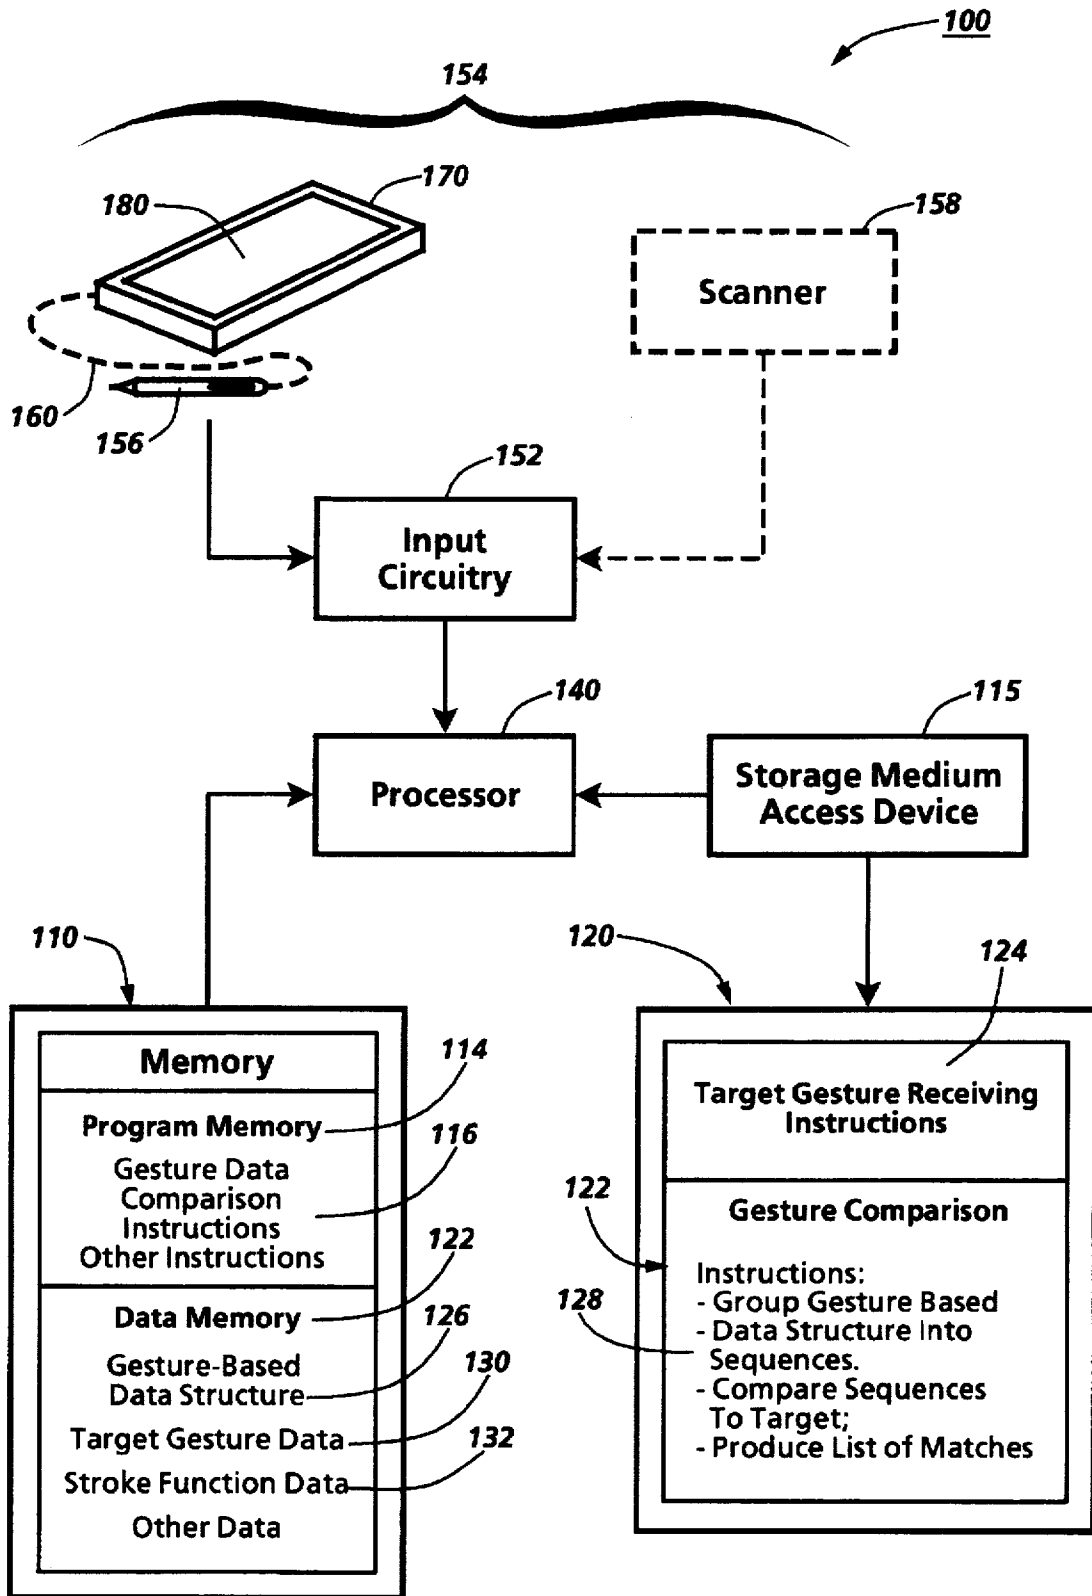 100
154
170
180
158
Scanner
160
156
152
Input
Circuitry
140
115
Processor
Storage Medium
Access Device
110
120
124
Memory
114
Program Memory
116
Gesture Data
Comparison
Instructions
Other Instructions
122
Data Memory
126
Gesture-Based
Data Structure
130
Target Gesture Data
132
Stroke Function Data
Other Data
Target Gesture Receiving
Instructions
122
Gesture Comparison
Instructions:
- Group Gesture Based
128
- Data Structure Into
Sequences.
- Compare Sequences
To Target;
- Produce List of Matches